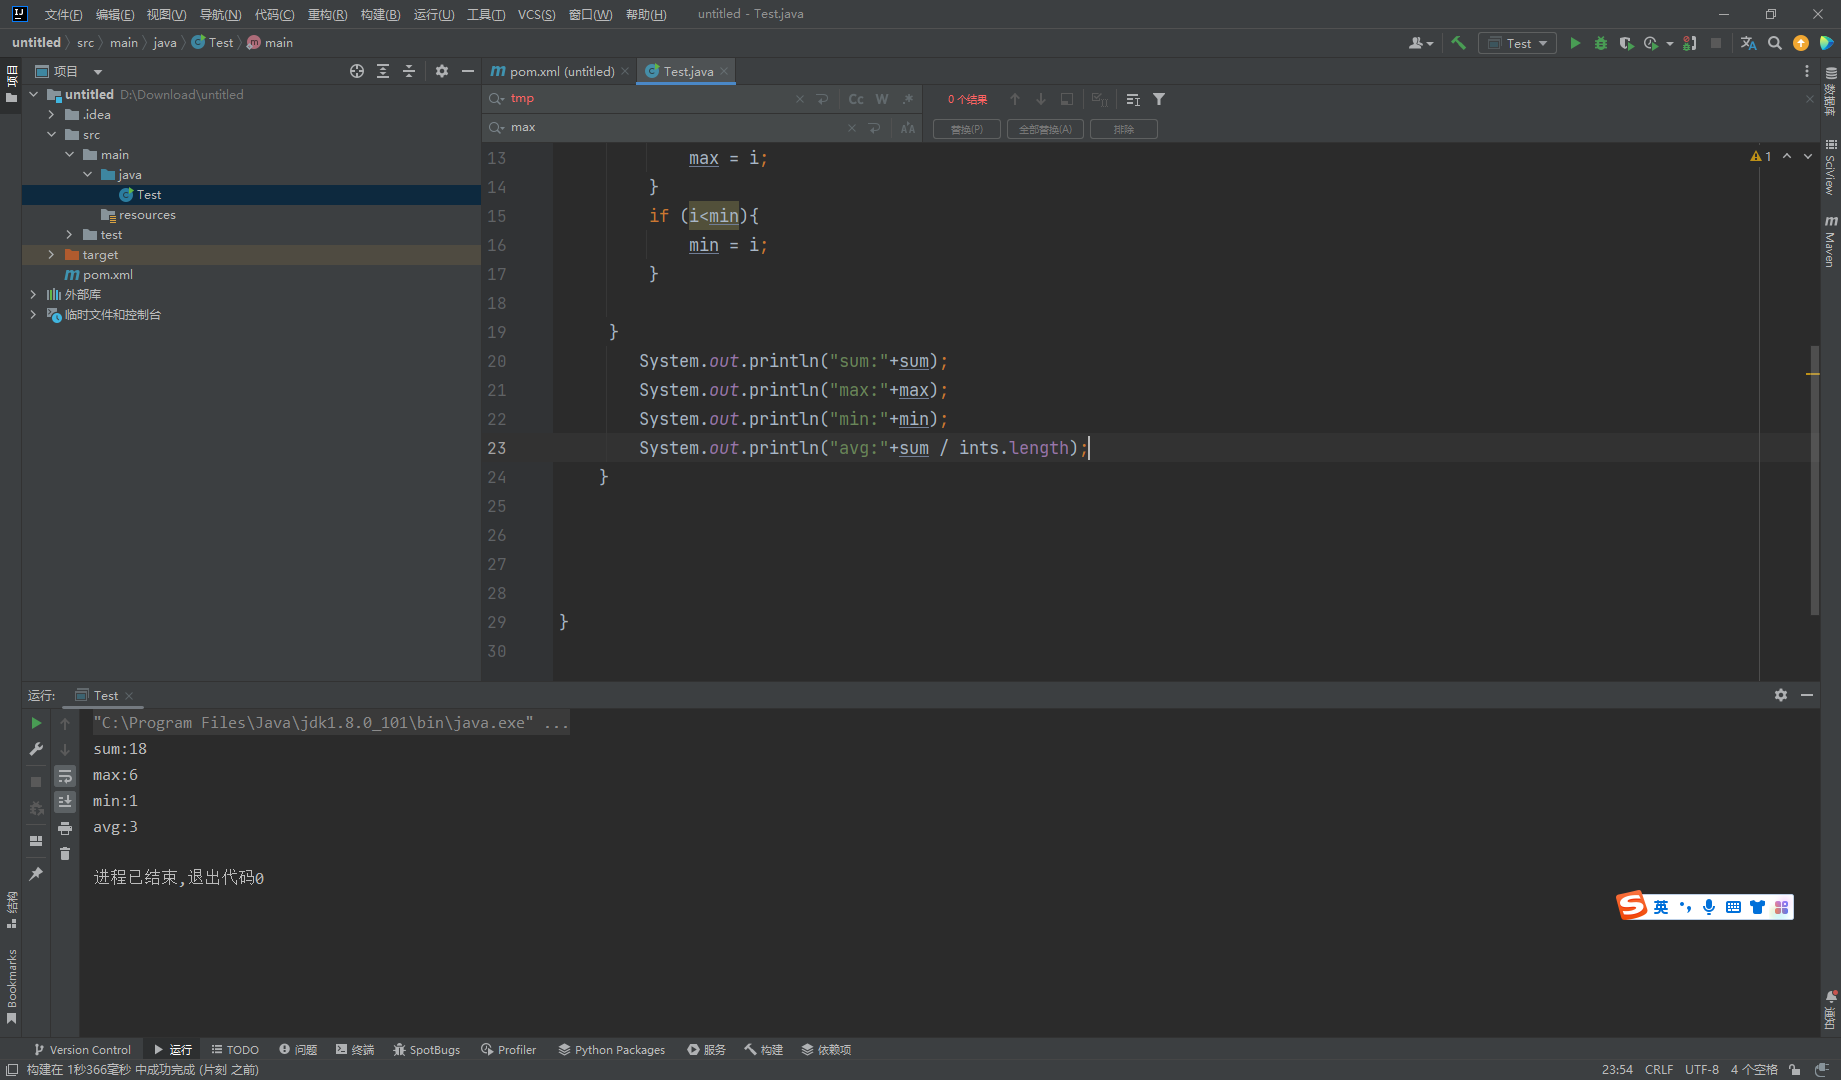 文件(F) 编辑(E) 视图(V) 导航(N) 代码(C) 重构(R) 构建(B) 运行(U) 工具(T) VCS(S) 窗口(W) 帮助(H) untitled - Test.java
untitled src main java Test main
Test
项目
pom.xml (untitled)
Test.java
untitled D:\Download\untitled
.idea
src
main
java
Test
resources
test
target
pom.xml
外部库
临时文件和控制台
tmp
Cc W .*
0 个结果
max
替换(P) 全部替换(A) 排除
1
13 max = i;
14 }
15 if (i<min){
16 min = i;
17 }
18
19 }
20 System.out.println("sum:"+sum);
21 System.out.println("max:"+max);
22 System.out.println("min:"+min);
23 System.out.println("avg:"+sum / ints.length);
24 }
25
26
27
28
29 }
30
项目
结构
Bookmarks
数据库
SciView
Maven
通知
运行: Test
"C:\Program Files\Java\jdk1.8.0_101\bin\java.exe" ...
sum:18
max:6
min:1
avg:3
进程已结束,退出代码0
英
Version Control 运行 TODO 问题 终端 SpotBugs Profiler Python Packages 服务 构建 依赖项
构建在 1秒366毫秒 中成功完成 (片刻 之前)
23:54 CRLF UTF-8 4 个空格